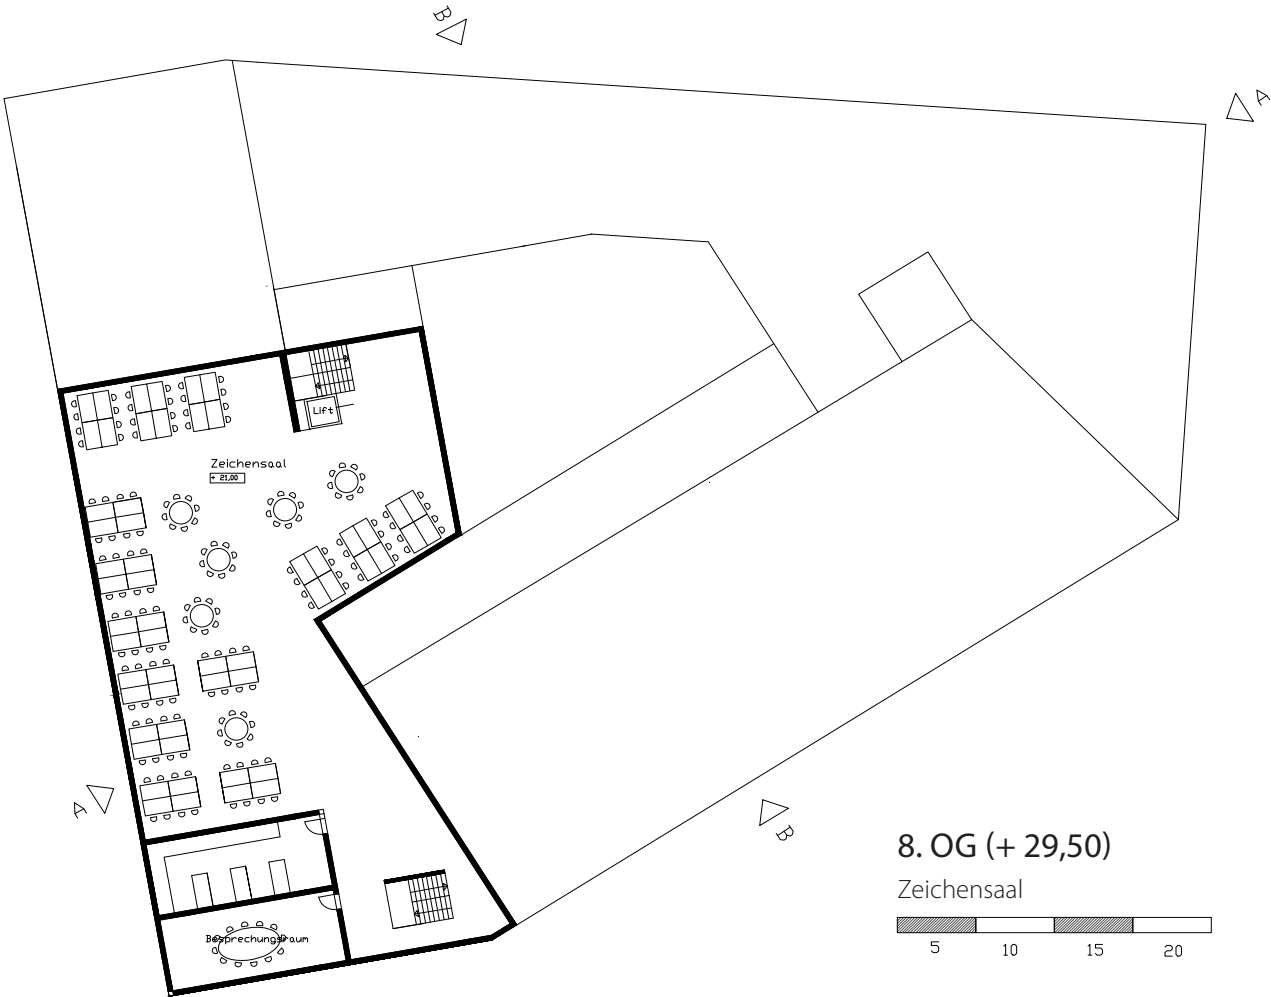 B
A
Lift
Zeichensaal
+ 21,00
A
B
8. OG (+ 29,50)
Zeichensaal
Besprechungsraum
5 10 15 20